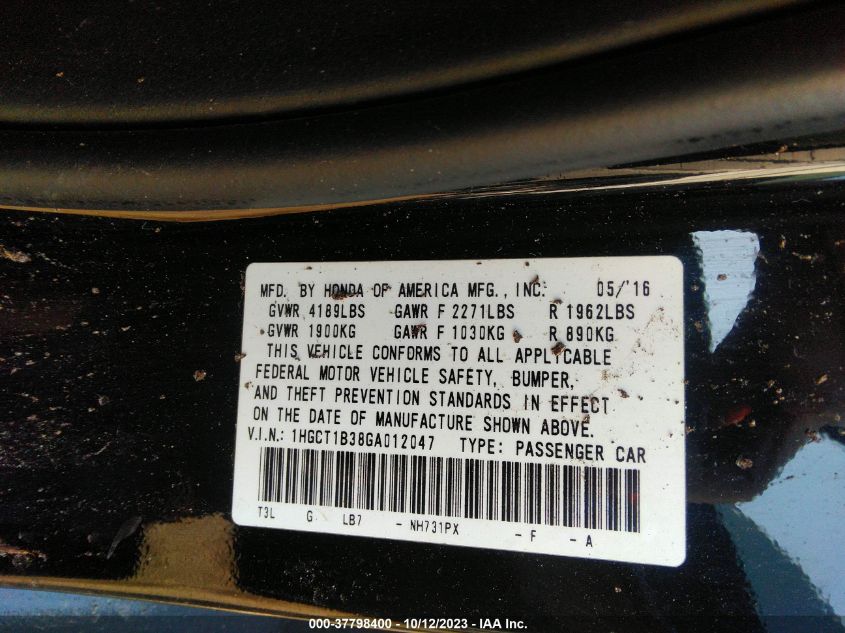 MFD. BY HONDA OF AMERICA MFG., INC. 05/'16
GVWR 4189LBS GAWR F 2271LBS R 1962LBS
GVWR 1900KG GAWR F 1030KG R 890KG
THIS VEHICLE CONFORMS TO ALL APPLICABLE
FEDERAL MOTOR VEHICLE SAFETY, BUMPER,
AND THEFT PREVENTION STANDARDS IN EFFECT
ON THE DATE OF MANUFACTURE SHOWN ABOVE.
V.I.N.: 1HGCT1B38GA012047 TYPE: PASSENGER CAR
T3L G LB7 - NH731PX - F - A
000-37798400 - 10/12/2023 - IAA Inc.